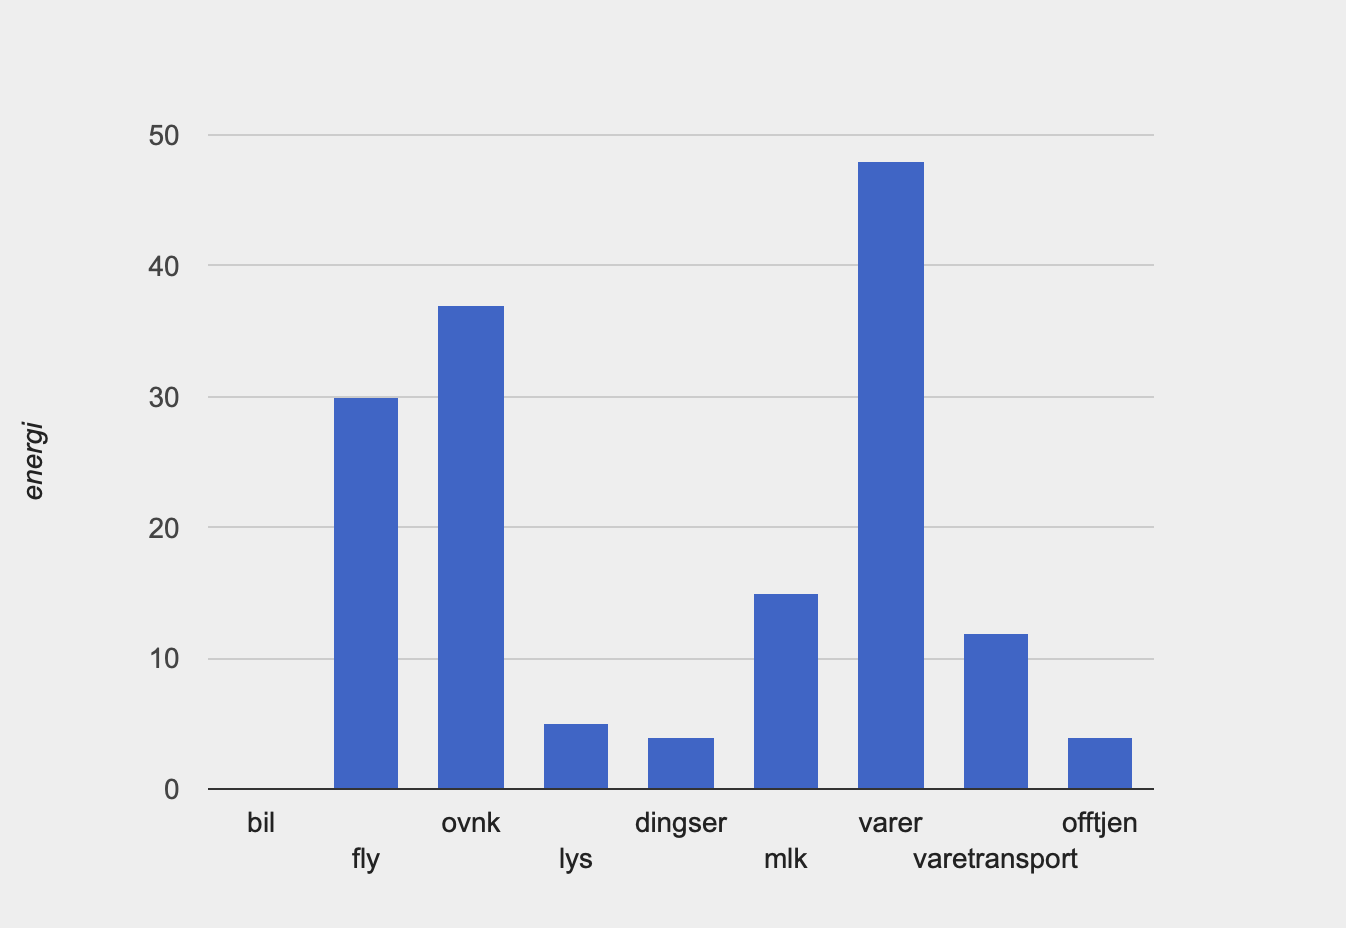 50
40
30
20
10
0
energi
bil
fly
ovnk
lys
dingser
mlk
varer
varetransport
offtjen